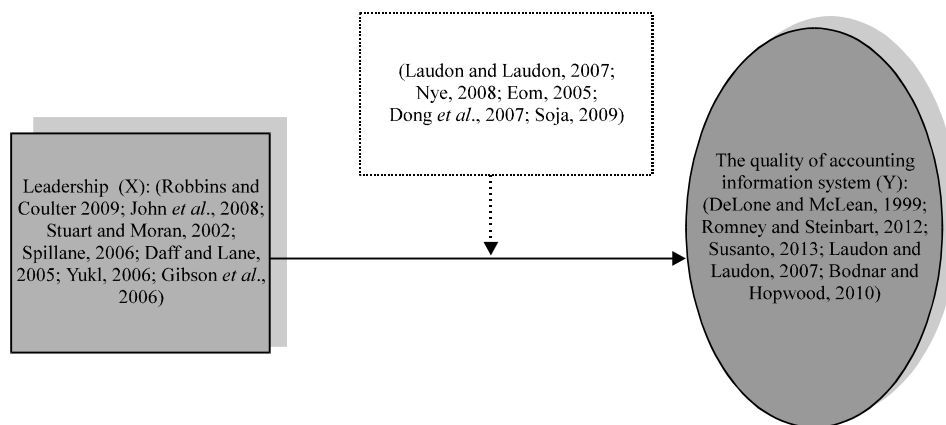 Leadership (X): (Robbins and
Coulter 2009; John et al., 2008;
Stuart and Moran, 2002;
Spillane, 2006; Daff and Lane,
2005; Yukl, 2006; Gibson et al.,
2006)
(Laudon and Laudon, 2007;
Nye, 2008; Eom, 2005;
Dong et al., 2007; Soja, 2009)
The quality of accounting
information system (Y):
(DeLone and McLean, 1999;
Romney and Steinbart, 2012;
Susanto, 2013; Laudon and
Laudon, 2007; Bodnar and
Hopwood, 2010)